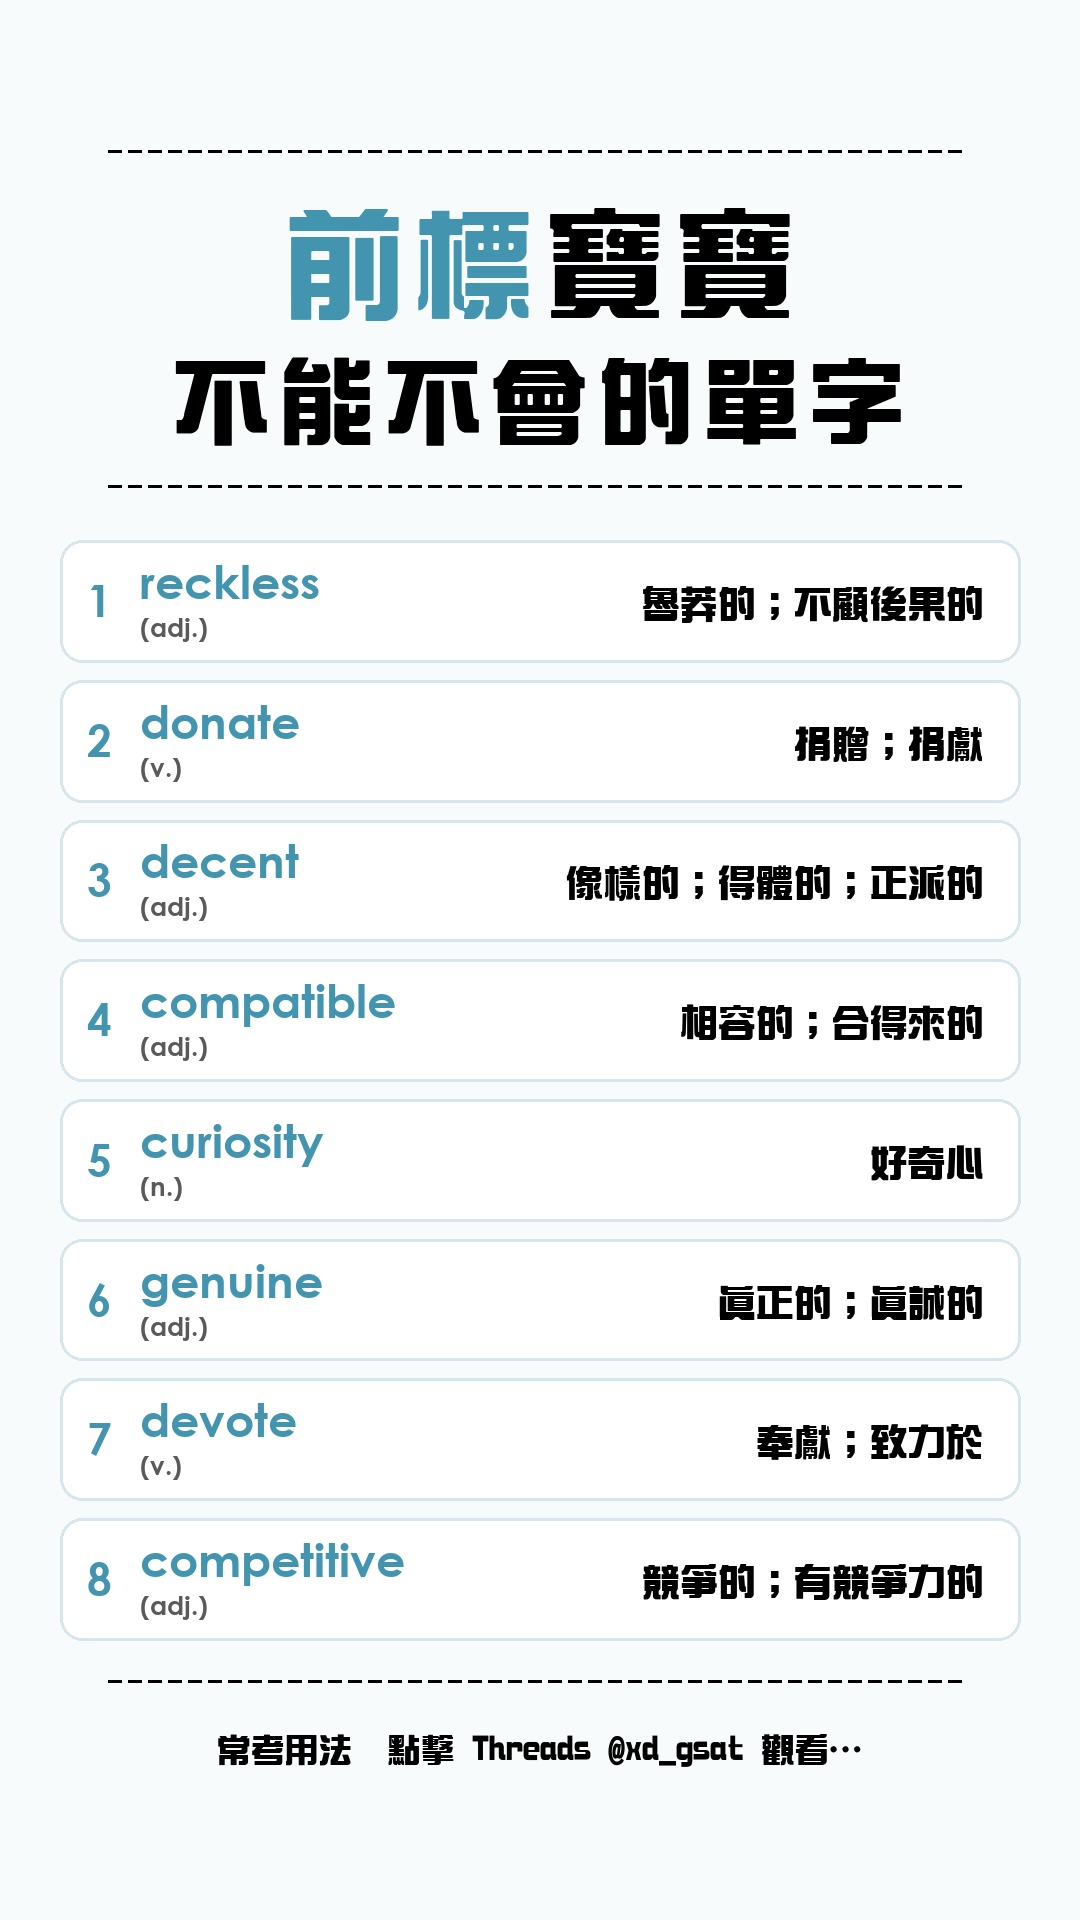 前標寶寶
不能不會的單字
1 reckless 魯莽的；不顧後果的
(adj.)
2 donate 捐贈；捐獻
(v.)
3 decent 像樣的；得體的；正派的
(adj.)
4 compatible 相容的；合得來的
(adj.)
5 curiosity 好奇心
(n.)
6 genuine 真正的；真誠的
(adj.)
7 devote 奉獻；致力於
(v.)
8 competitive 競爭的；有競爭力的
(adj.)
常考用法 點擊 Threads @xd_gsat 觀看…